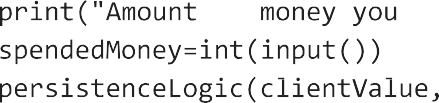 print("Amount    money you
spendedMoney=int(input())
persistenceLogic(clientValue,